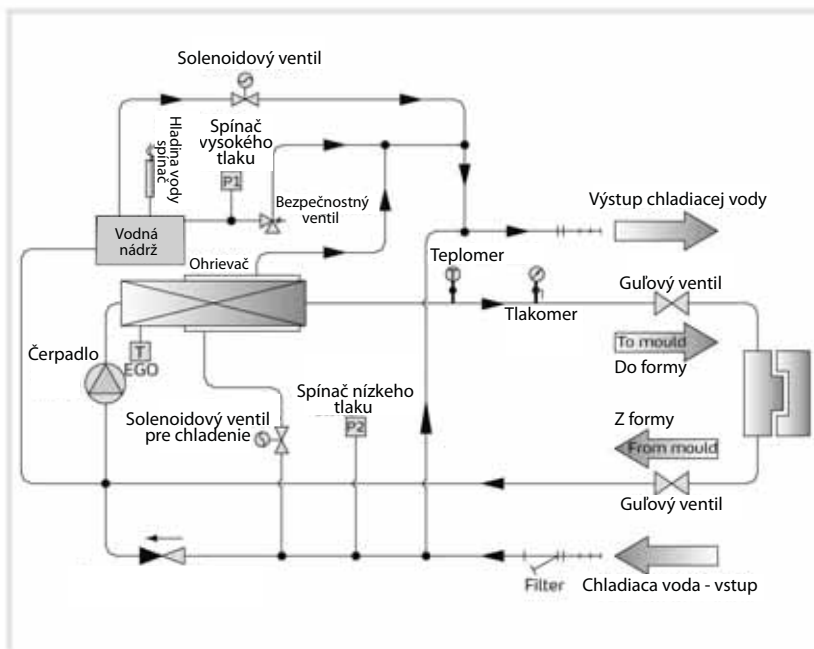 Solenoidový ventil
Hladina vody
spínač
Spínač
vysokého
tlaku
P1
Bezpečnostný
ventil
Vodná
nádrž
Výstup chladiacej vody
Ohrievač
Teplomer
T
Tlakomer
Guľový ventil
To mould
Do formy
Čerpadlo
T
EGO
Solenoidový ventil
pre chladenie
Spínač nízkeho
tlaku
P2
Z formy
From mould
Guľový ventil
Filter
Chladiaca voda - vstup